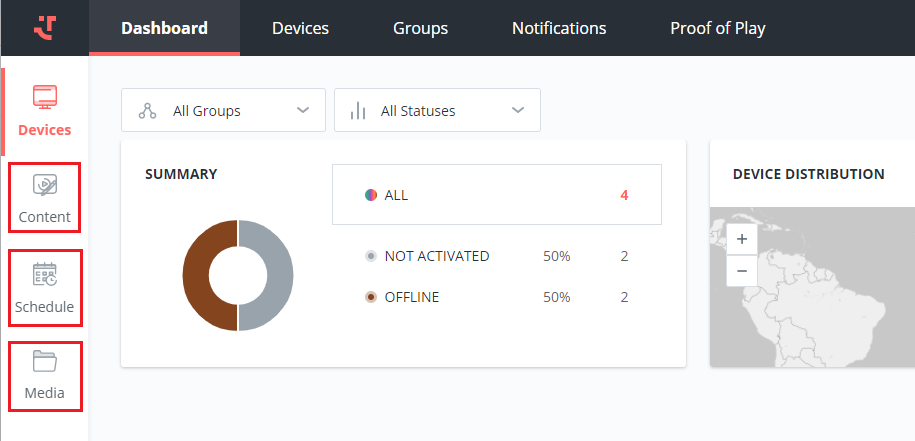 Dashboard
Devices
Groups
Notifications
Proof of Play
Devices
Content
Schedule
Media
All Groups
All Statuses
SUMMARY
ALL 4
NOT ACTIVATED 50% 2
OFFLINE 50% 2
DEVICE DISTRIBUTION
+
−